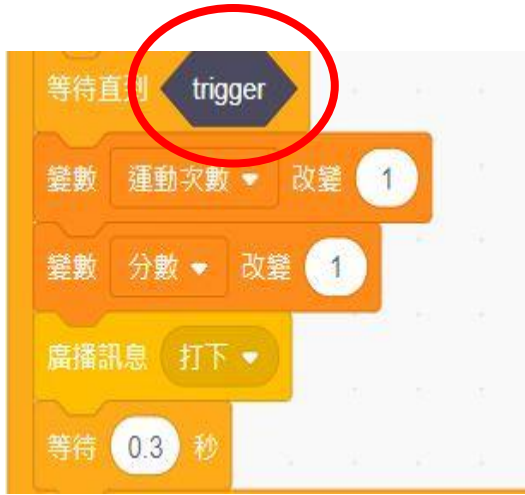 等待直到 trigger
變數 運動次數 改變 1
變數 分數 改變 1
廣播訊息 打下
等待 0.3 秒